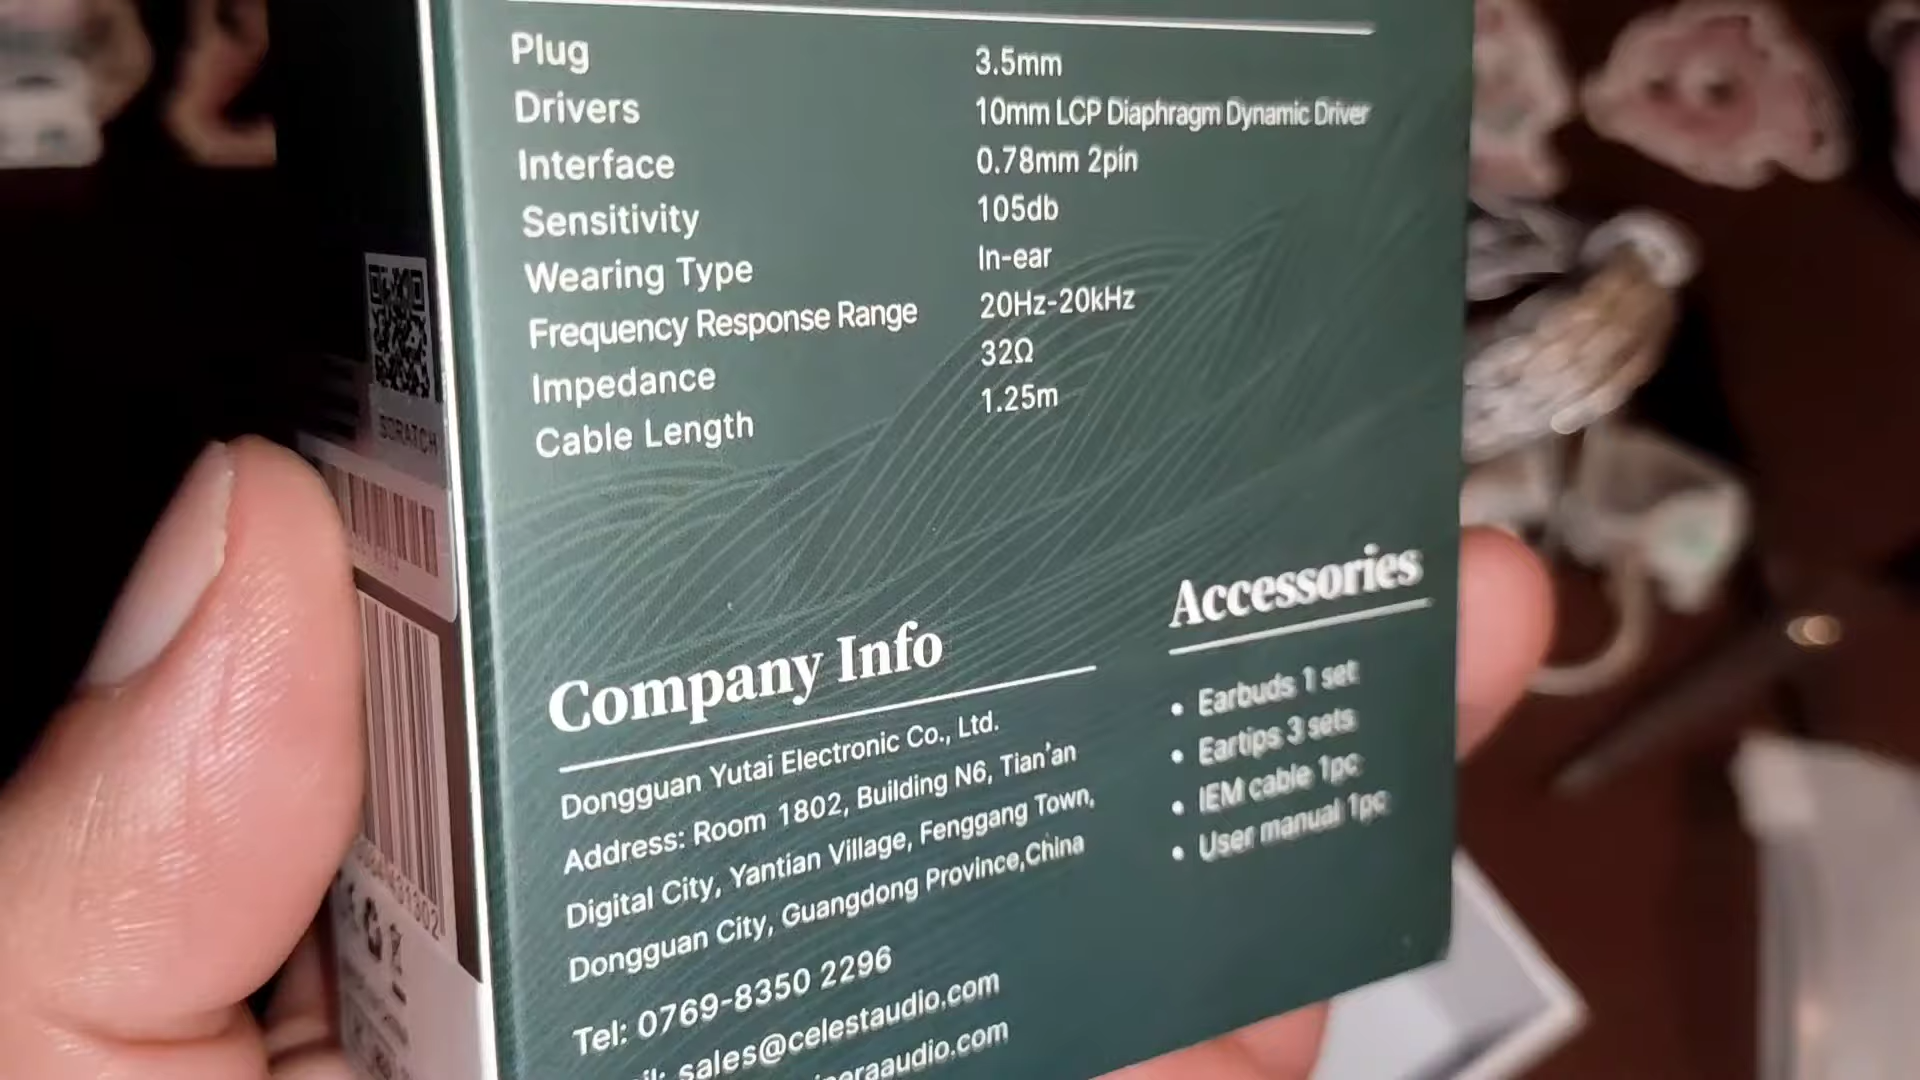 Plug 3.5mm
Drivers 10mm LCP Diaphragm Dynamic Driver
Interface 0.78mm 2pin
Sensitivity 105db
Wearing Type In-ear
Frequency Response Range 20Hz-20kHz
Impedance 32Ω
Cable Length 1.25m
SCRATCH
Company Info
Dongguan Yutai Electronic Co., Ltd.
Address: Room 1802, Building N6, Tian'an
Digital City, Yantian Village, Fenggang Town,
Dongguan City, Guangdong Province,China
Tel: 0769-8350 2296
sales@celestaudio.com
Accessories
• Earbuds 1 set
• Eartips 3 sets
• IEM cable 1pc
• User manual 1pc